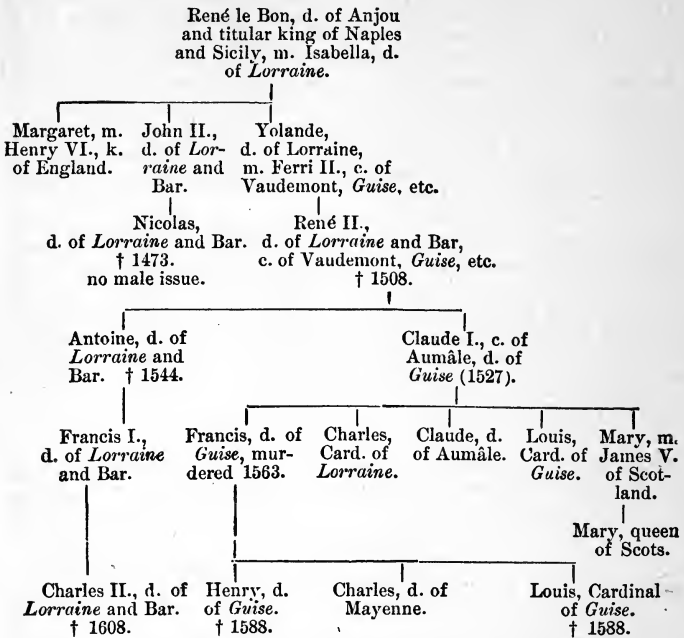 René le Bon, d. of Anjou
and titular king of Naples
and Sicily, m. Isabella, d.
of Lorraine.
Margaret, m.
Henry VI., k.
of England.
John II.,
d. of Lor-
raine and
Bar.
Yolande,
d. of Lorraine,
m. Ferri II., c. of
Vaudemont, Guise, etc.
Nicolas,
d. of Lorraine and Bar.
† 1473.
no male issue.
René II.,
d. of Lorraine and Bar,
c. of Vaudemont, Guise, etc.
† 1508.
Antoine, d. of
Lorraine and
Bar. † 1544.
Claude I., c. of
Aumâle, d. of
Guise (1527).
Francis I.,
d. of Lorraine
and Bar.
Francis, d. of
Guise, mur-
dered 1563.
Charles,
Card. of
Lorraine.
Claude, d.
of Aumâle.
Louis,
Card. of
Guise.
Mary, m.
James V.
of Scot-
land.
Mary, queen
of Scots.
Charles II., d. of
Lorraine and Bar.
† 1608.
Henry, d.
of Guise.
† 1588.
Charles, d. of
Mayenne.
Louis, Cardinal
of Guise.
† 1588.